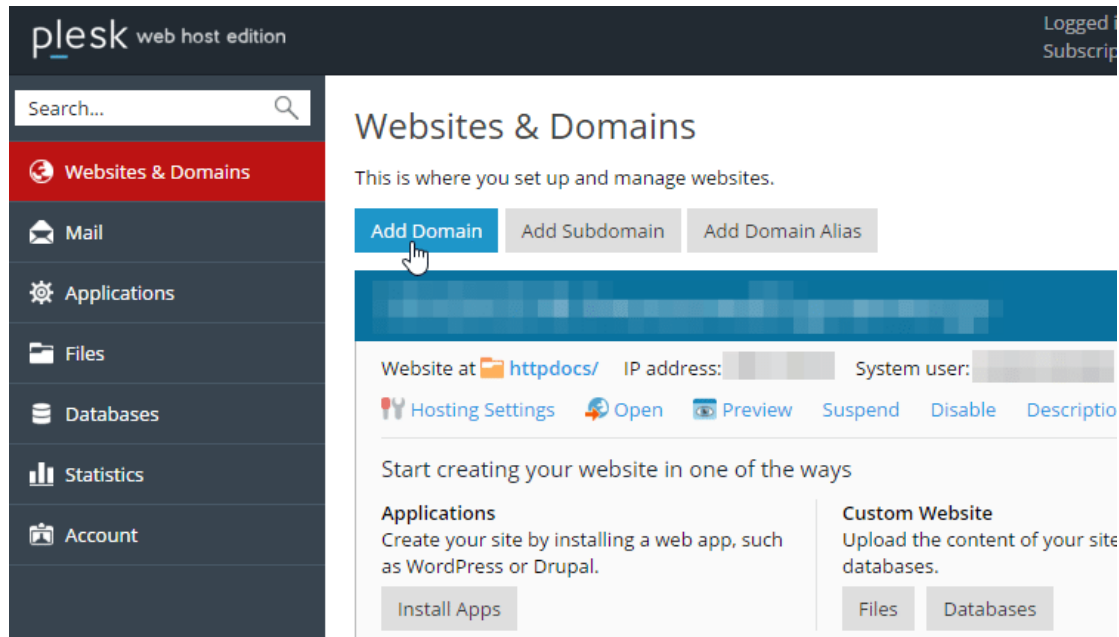 plesk web host edition
Logged i
Subscrip
Search...
Websites & Domains
Mail
Applications
Files
Databases
Statistics
Account
Websites & Domains
This is where you set up and manage websites.
Add Domain Add Subdomain Add Domain Alias
Website at httpdocs/ IP address: System user:
Hosting Settings Open Preview Suspend Disable Descriptio
Start creating your website in one of the ways
Applications
Create your site by installing a web app, such
as WordPress or Drupal.
Install Apps
Custom Website
Upload the content of your site
databases.
Files Databases